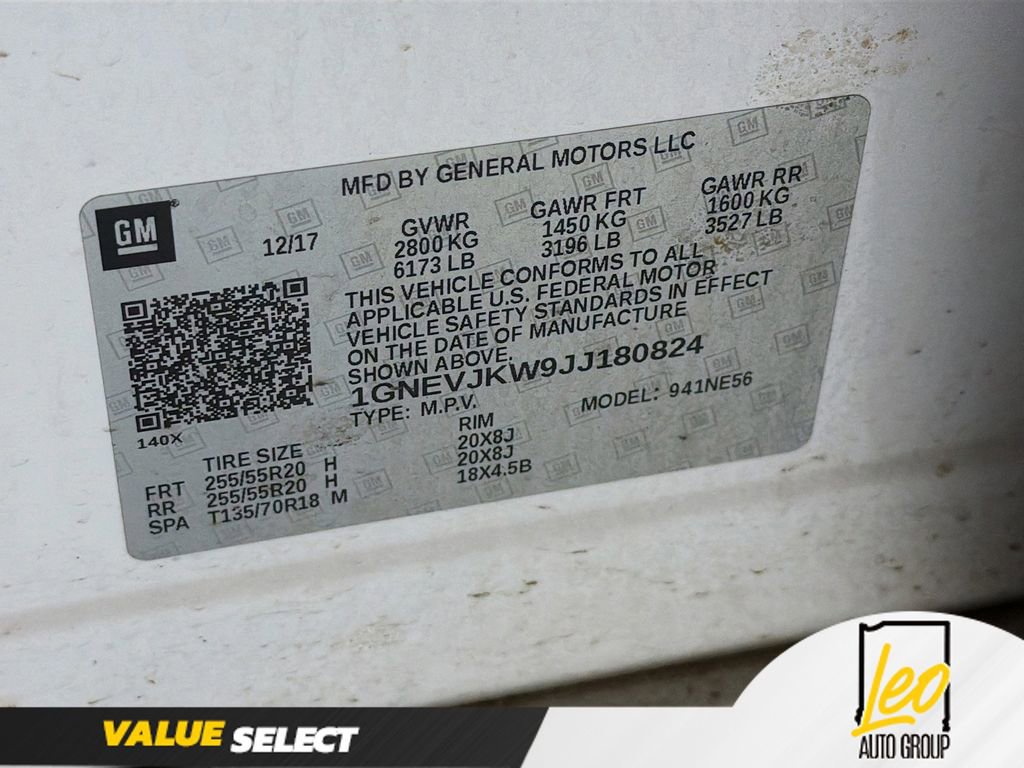 MFD BY GENERAL MOTORS LLC
GM
12/17
GVWR
2800 KG
6173 LB
GAWR FRT
1450 KG
3196 LB
GAWR RR
1600 KG
3527 LB
THIS VEHICLE CONFORMS TO ALL
APPLICABLE U.S. FEDERAL MOTOR
VEHICLE SAFETY STANDARDS IN EFFECT
ON THE DATE OF MANUFACTURE
SHOWN ABOVE.
1GNEVJKW9JJ180824
TYPE: M.P.V.
MODEL: 941NE56
140X
TIRE SIZE RIM
FRT 255/55R20 H 20X8J
RR 255/55R20 H 20X8J
SPA T135/70R18 M 18X4.5B
VALUE SELECT
Leo
AUTO GROUP